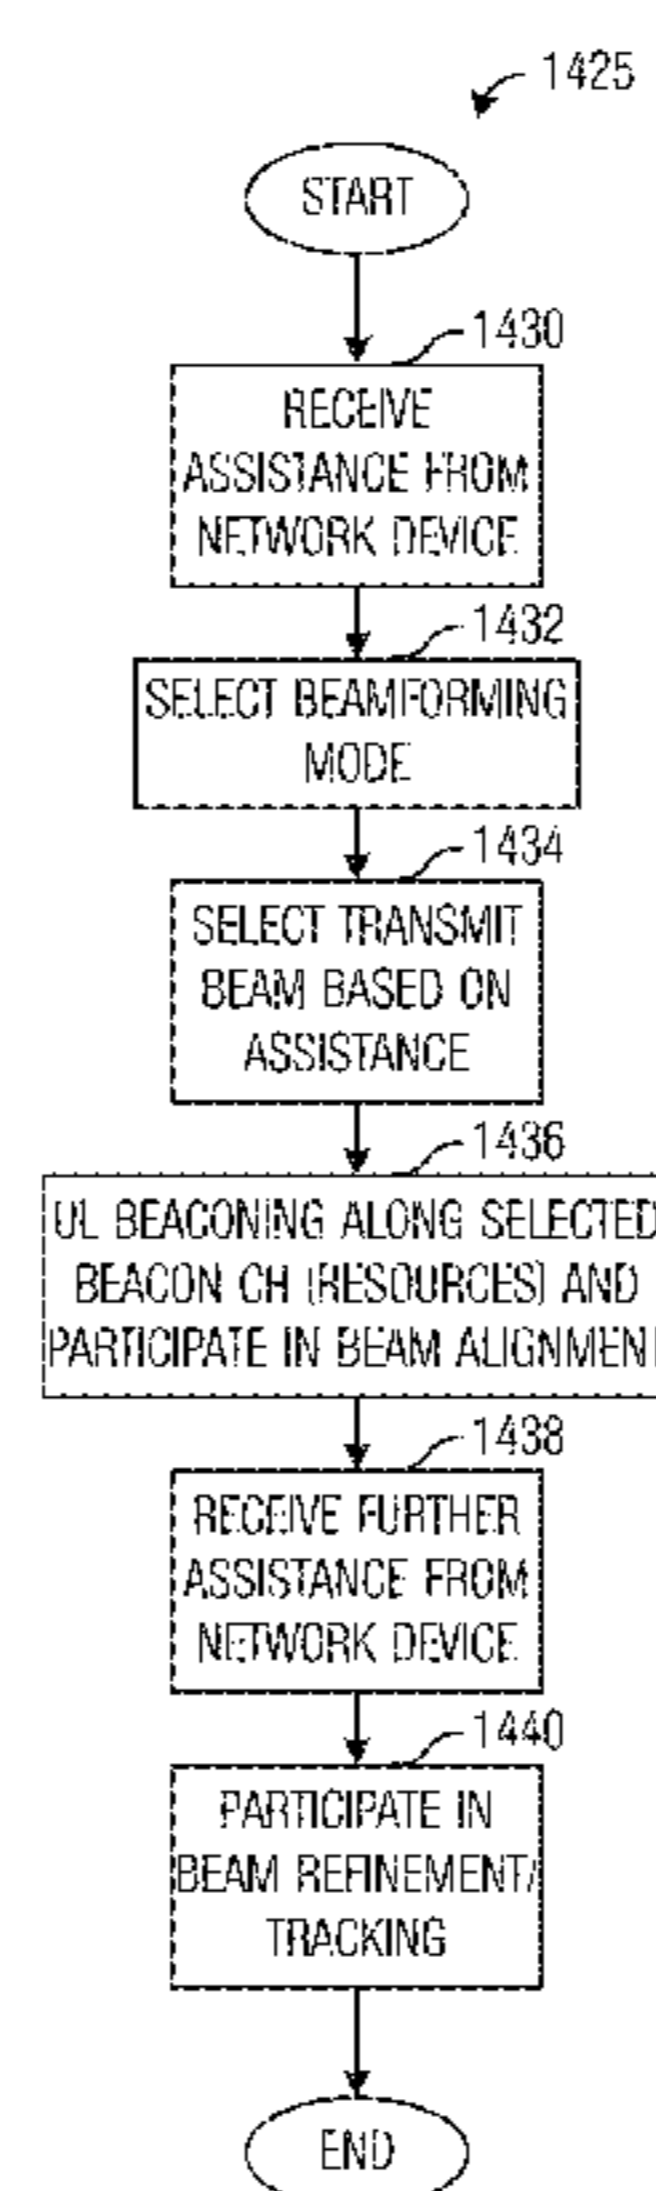 1425
START
1430
RECEIVE
ASSISTANCE FROM
NETWORK DEVICE
1432
SELECT BEAMFORMING
MODE
1434
SELECT TRANSMIT
BEAM BASED ON
ASSISTANCE
1436
UL BEACONING ALONG SELECTED
BEACON CH (RESOURCES) AND
PARTICIPATE IN BEAM ALIGNMENT
1438
RECEIVE FURTHER
ASSISTANCE FROM
NETWORK DEVICE
1440
PARTICIPATE IN
BEAM REFINEMENT/
TRACKING
END